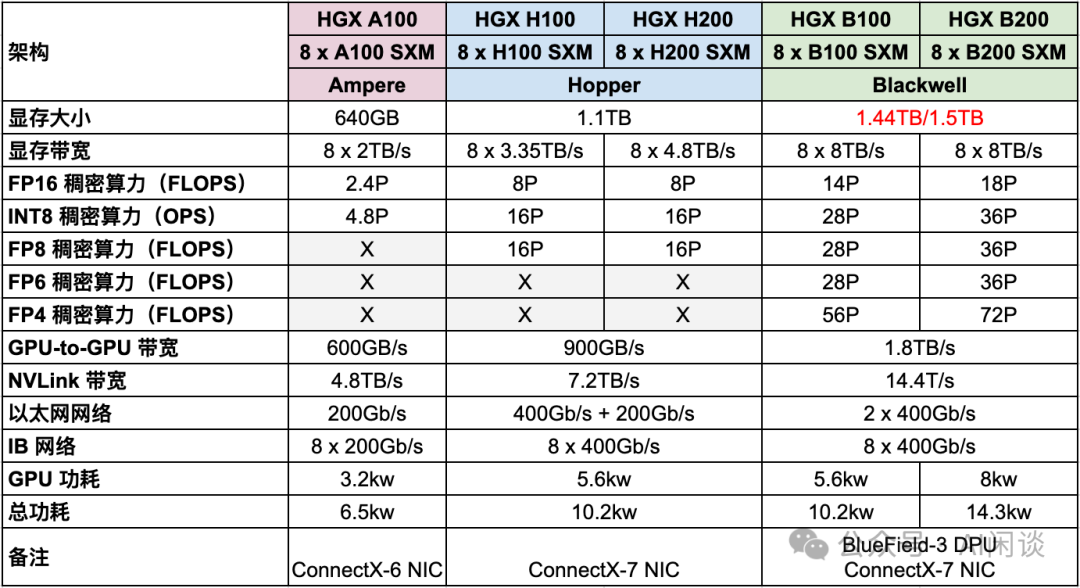 架构 HGX A100 HGX H100 HGX H200 HGX B100 HGX B200
8 x A100 SXM 8 x H100 SXM 8 x H200 SXM 8 x B100 SXM 8 x B200 SXM
Ampere Hopper Blackwell
显存大小 640GB 1.1TB 1.44TB/1.5TB
显存带宽 8 x 2TB/s 8 x 3.35TB/s 8 x 4.8TB/s 8 x 8TB/s 8 x 8TB/s
FP16 稠密算力（FLOPS） 2.4P 8P 8P 14P 18P
INT8 稠密算力（OPS） 4.8P 16P 16P 28P 36P
FP8 稠密算力（FLOPS） X 16P 16P 28P 36P
FP6 稠密算力（FLOPS） X X X 28P 36P
FP4 稠密算力（FLOPS） X X X 56P 72P
GPU-to-GPU 带宽 600GB/s 900GB/s 1.8TB/s
NVLink 带宽 4.8TB/s 7.2TB/s 14.4T/s
以太网网络 200Gb/s 400Gb/s + 200Gb/s 2 x 400Gb/s
IB 网络 8 x 200Gb/s 8 x 400Gb/s 8 x 400Gb/s
GPU 功耗 3.2kw 5.6kw 5.6kw 8kw
总功耗 6.5kw 10.2kw 10.2kw 14.3kw
备注 BlueField-3 DPU
ConnectX-6 NIC ConnectX-7 NIC ConnectX-7 NIC
公众号 AI闲谈